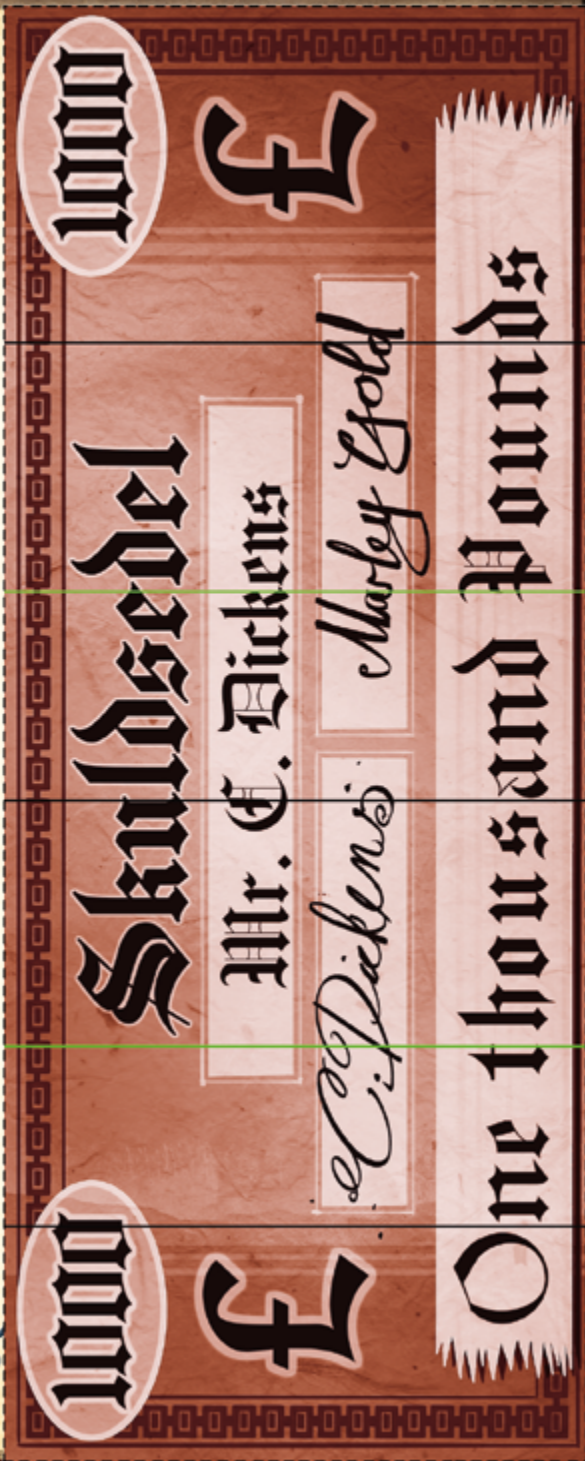 1000 1000
Skuldsedel
£ £
Mr. C. Dickens
C. Dickens Marley Gold
One thousand Pounds